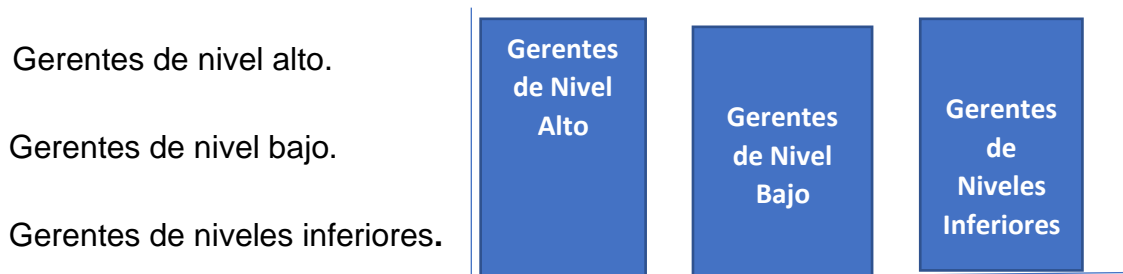 Gerentes de nivel alto.
Gerentes de nivel bajo.
Gerentes de niveles inferiores.
Gerentes
de Nivel
Alto
Gerentes
de Nivel
Bajo
Gerentes
de
Niveles
Inferiores